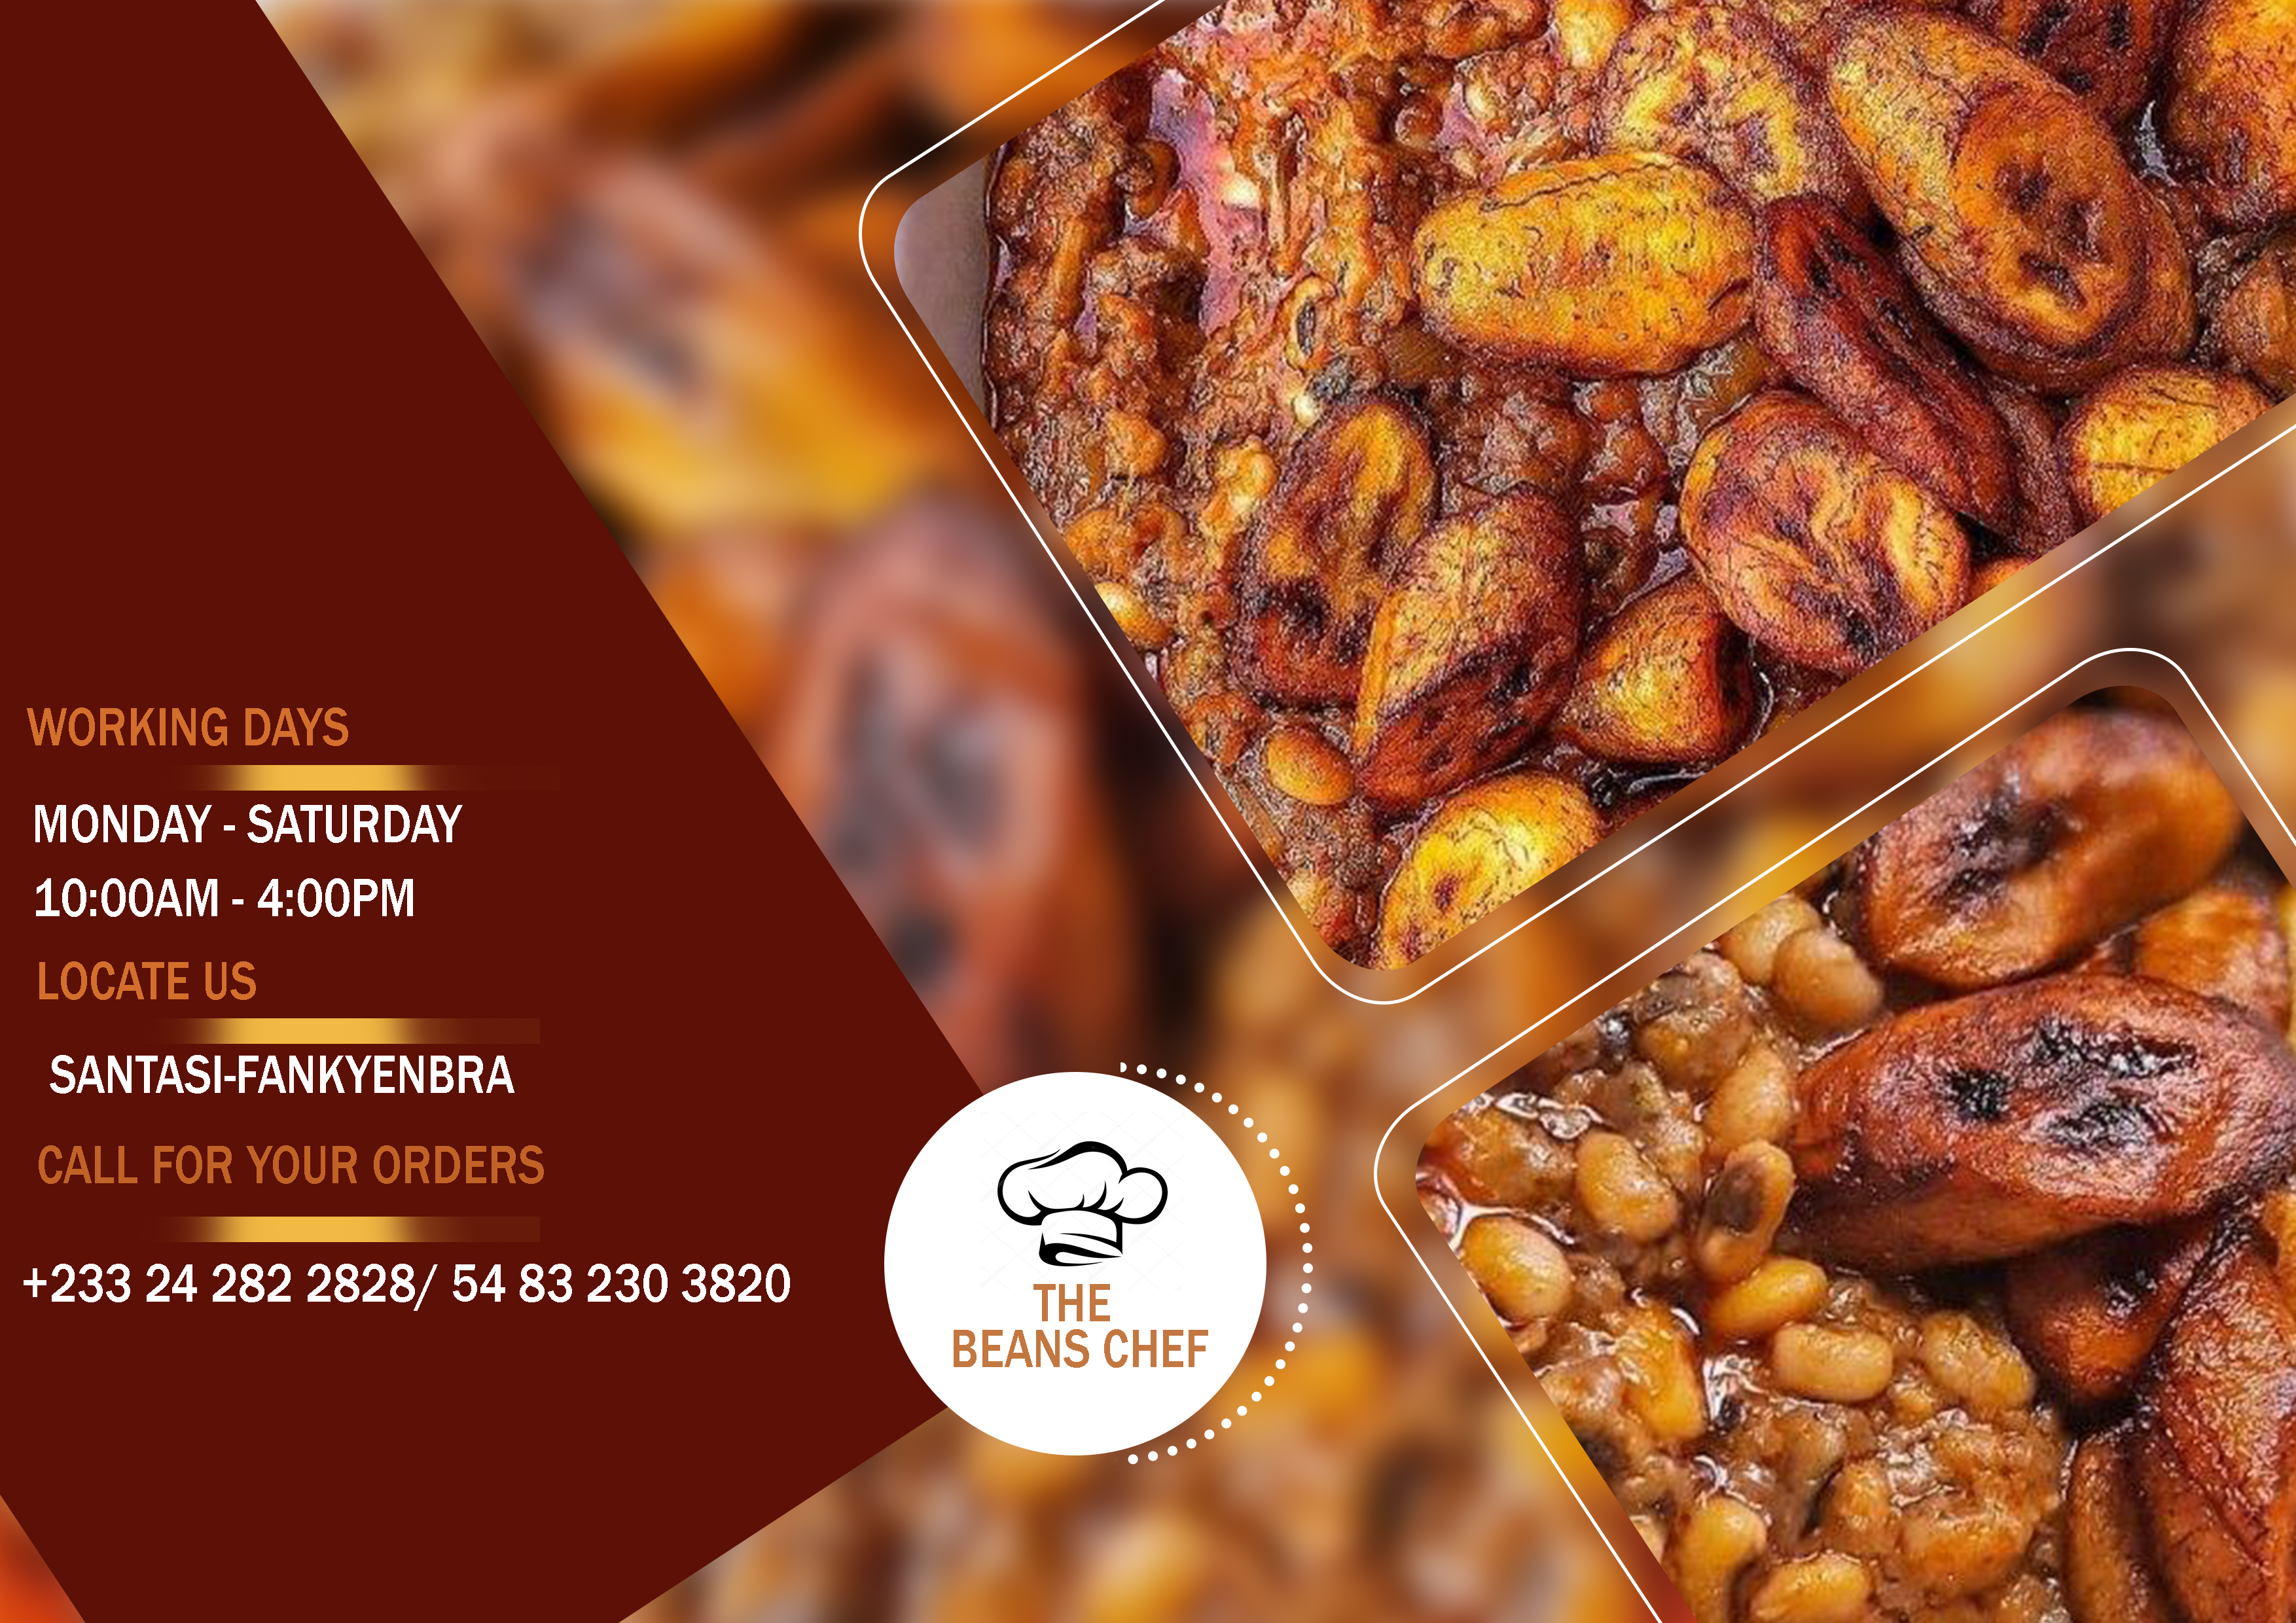 WORKING DAYS
MONDAY - SATURDAY
10:00AM - 4:00PM
LOCATE US
SANTASI-FANKYENBRA
CALL FOR YOUR ORDERS
+233 24 282 2828/ 54 83 230 3820
THE
BEANS CHEF